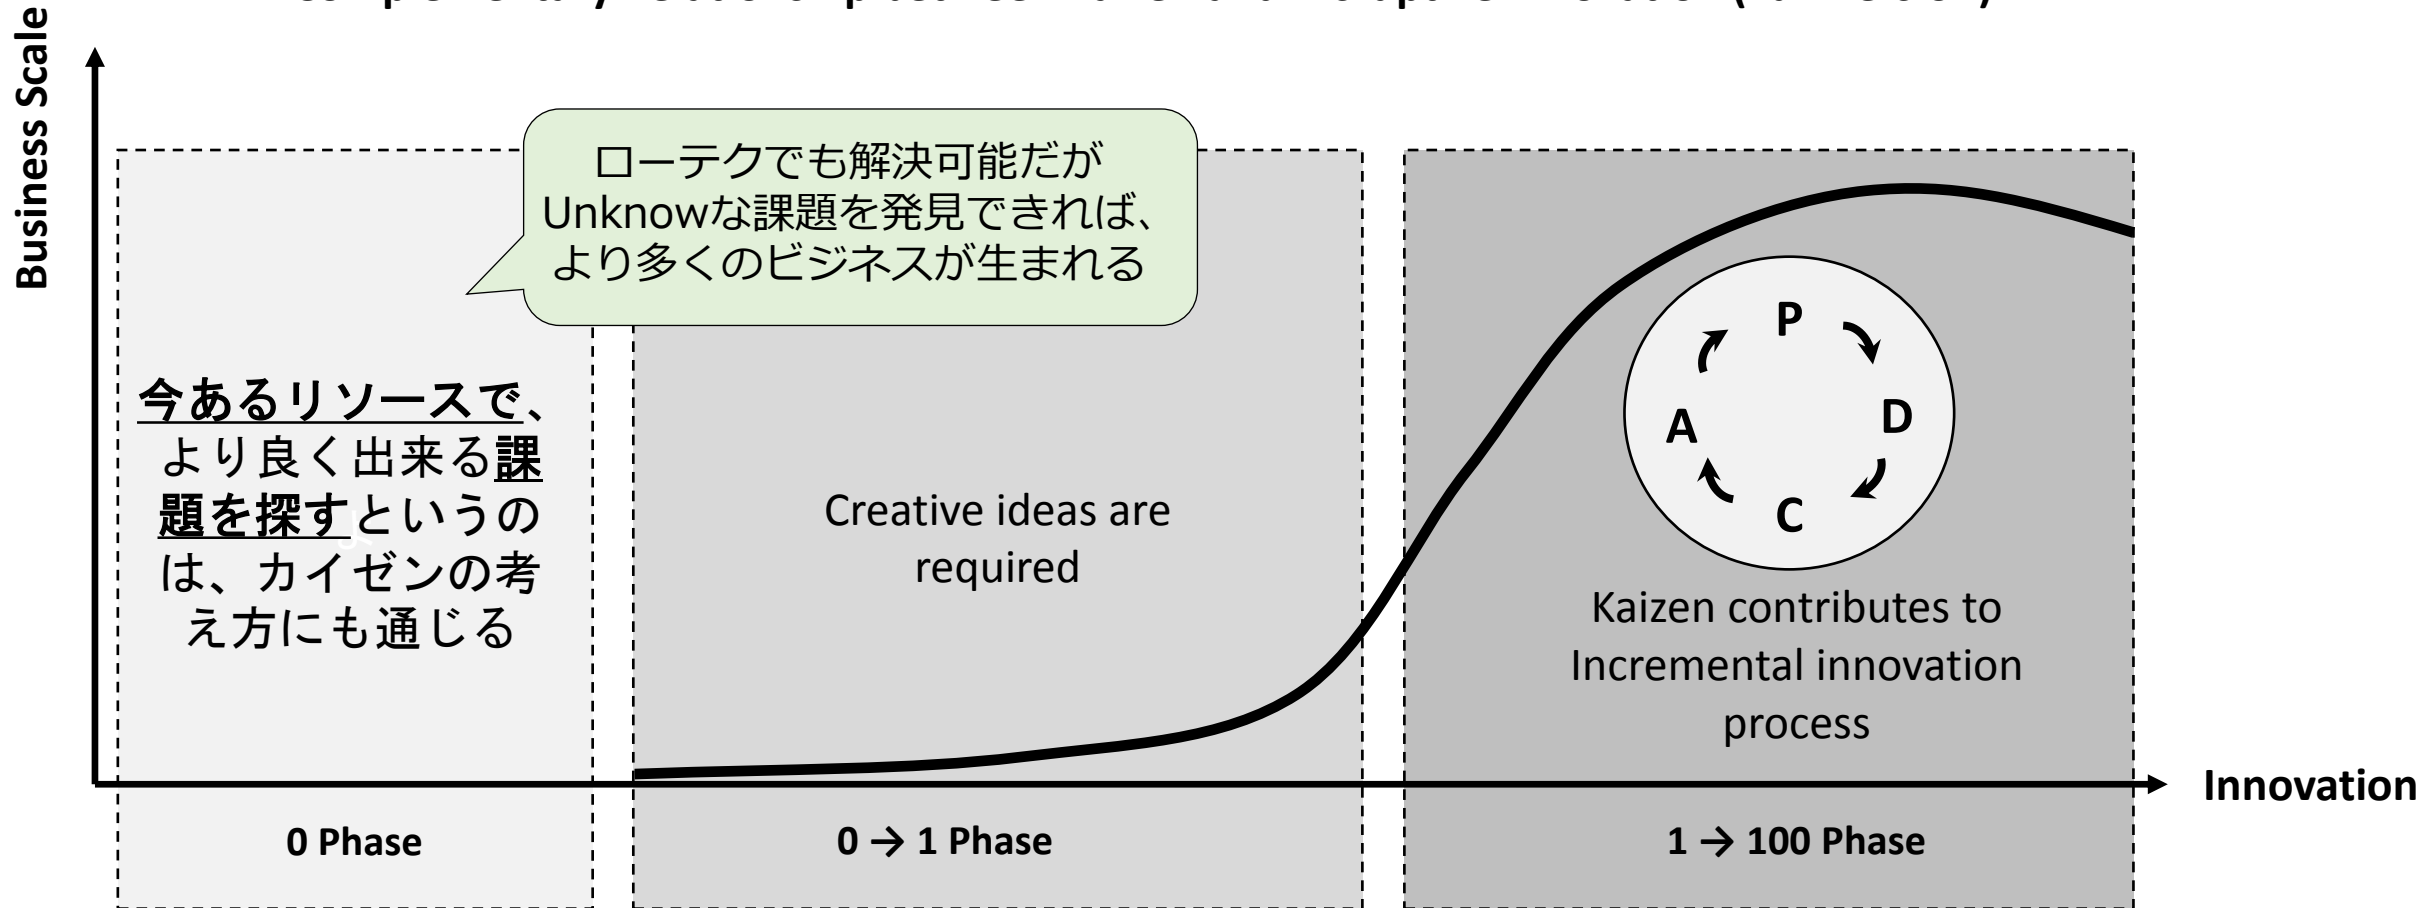 Business Scale
ローテクでも解決可能だが
Unknowな課題を発見できれば、
より多くのビジネスが生まれる
今あるリソースで、
より良く出来る課
題を探すというの
は、カイゼンの考
え方にも通じる
Creative ideas are
required
P
D
C
A
Kaizen contributes to
Incremental innovation
process
Innovation
0 Phase
0 → 1 Phase
1 → 100 Phase